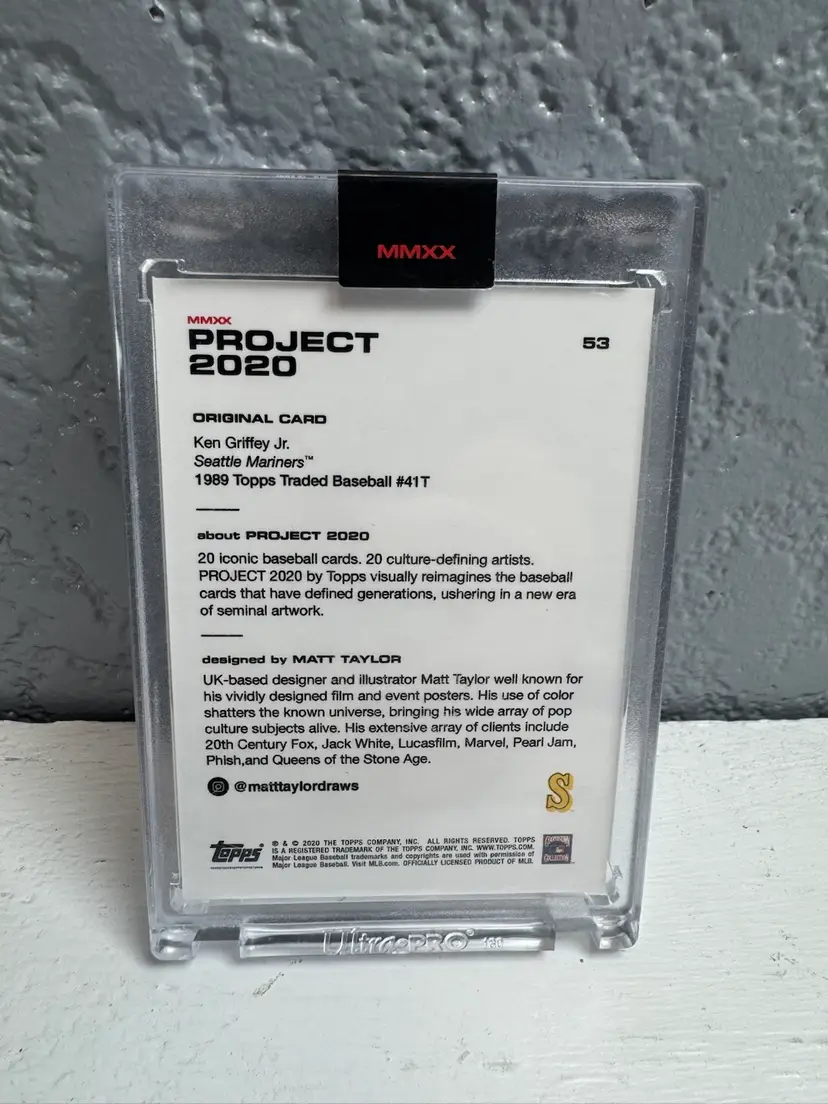 MMXX
MMXX
PROJECT
2020
53
ORIGINAL CARD
Ken Griffey Jr.
Seattle Mariners™
1989 Topps Traded Baseball #41T
about PROJECT 2020
20 iconic baseball cards. 20 culture-defining artists.
PROJECT 2020 by Topps visually reimagines the baseball
cards that have defined generations, ushering in a new era
of seminal artwork.
designed by MATT TAYLOR
UK-based designer and illustrator Matt Taylor well known for
his vividly designed film and event posters. His use of color
shatters the known universe, bringing his wide array of pop
culture subjects alive. His extensive array of clients include
20th Century Fox, Jack White, Lucasfilm, Marvel, Pearl Jam,
Phish,and Queens of the Stone Age.
@matttaylordraws
S
topps
® & © 2020 THE TOPPS COMPANY, INC. ALL RIGHTS RESERVED. TOPPS
IS A REGISTERED TRADEMARK OF THE TOPPS COMPANY, INC. WWW.TOPPS.COM.
Major League Baseball trademarks and copyrights are used with permission of
Major League Baseball. Visit MLB.com. OFFICIALLY LICENSED PRODUCT OF MLB.
COOPERSTOWN
COLLECTION
Ultra•PRO®